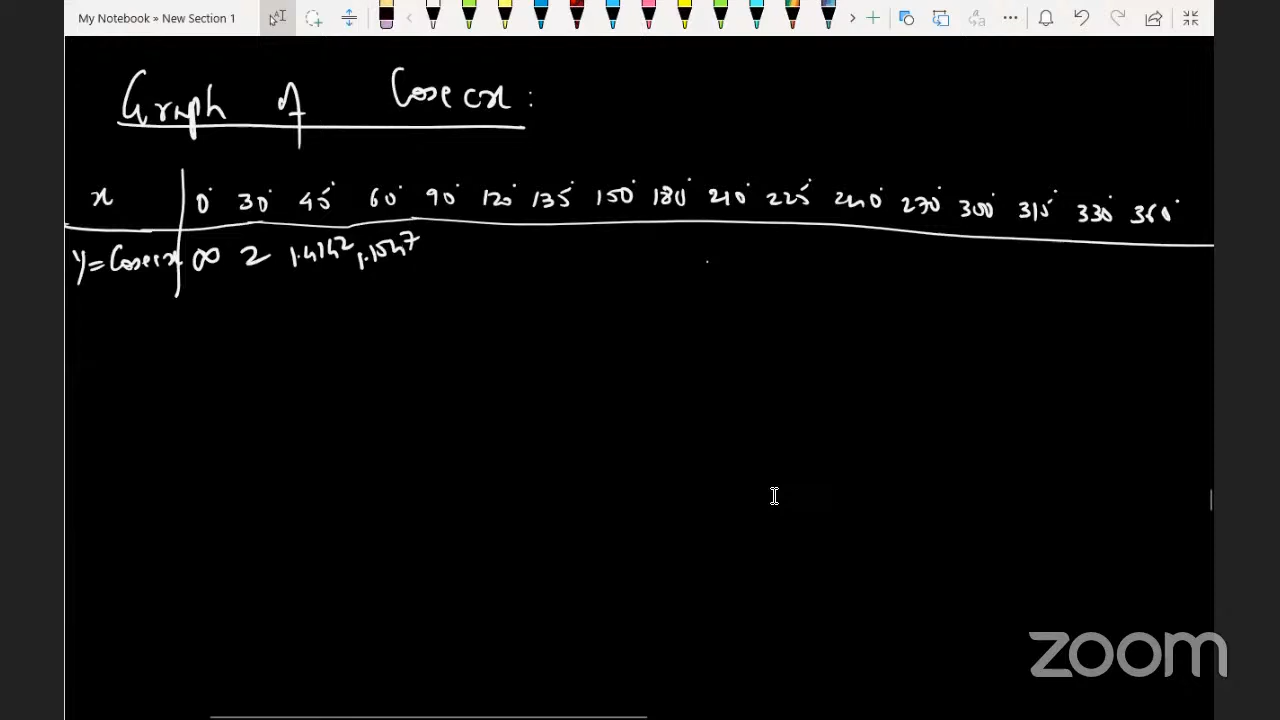 My Notebook » New Section 1
Graph of Cosecx :
x 0° 30° 45° 60° 90° 120° 135° 150° 180° 210° 225° 240° 270° 300° 315° 330° 360°
y=Cosecx ∞ 2 1.4142 1.1547
zoom